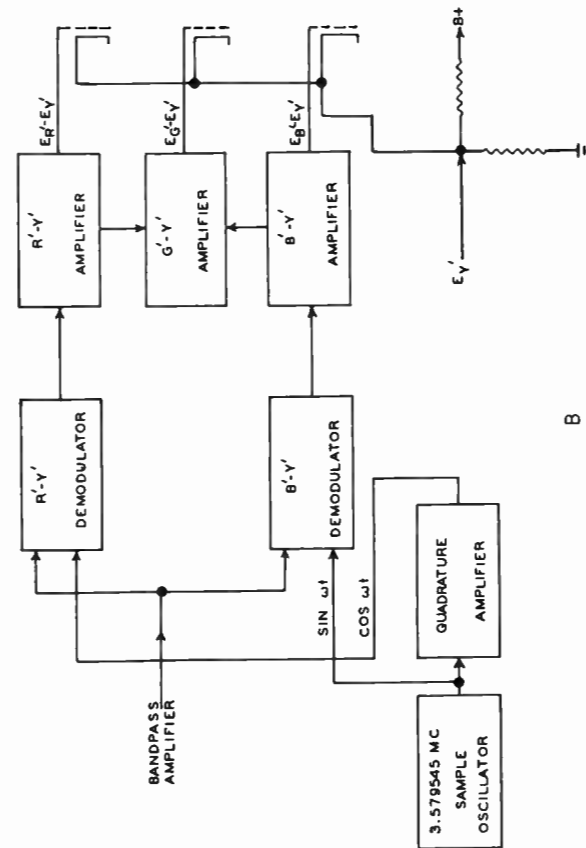 R'-Y'
DEMODULATOR
R'-Y'
AMPLIFIER
E_R'-E_Y'
G'-Y'
AMPLIFIER
E_G'-E_Y'
BANDPASS
AMPLIFIER
B'-Y'
DEMODULATOR
B'-Y'
AMPLIFIER
E_B'-E_Y'
SIN ωt
COS ωt
3.579545 MC
SAMPLE
OSCILLATOR
QUADRATURE
AMPLIFIER
E_Y'
B+
B